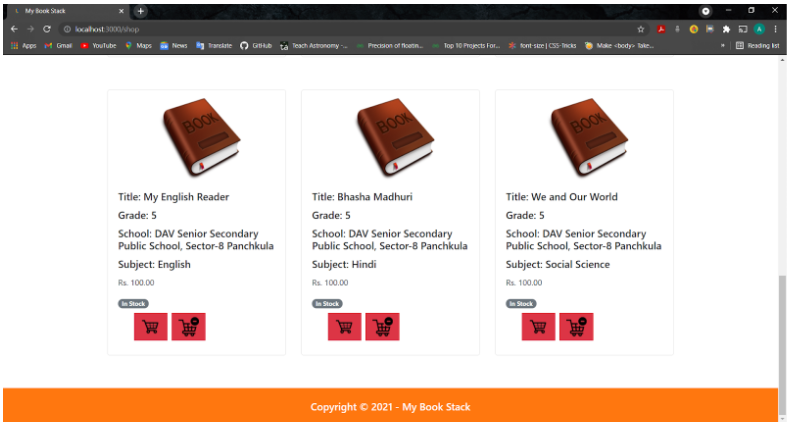 My Book Stack
localhost:3000/shop
Apps Gmail YouTube Maps News Translate GitHub Teach Astronomy -... Precision of floatin... Top 10 Projects For... font-size | CSS-Tricks Make <body> Take... » Reading list
BOOK BOOK BOOK
Title: My English Reader
Grade: 5
School: DAV Senior Secondary
Public School, Sector-8 Panchkula
Subject: English
Rs. 100.00
In Stock
Title: Bhasha Madhuri
Grade: 5
School: DAV Senior Secondary
Public School, Sector-8 Panchkula
Subject: Hindi
Rs. 100.00
In Stock
Title: We and Our World
Grade: 5
School: DAV Senior Secondary
Public School, Sector-8 Panchkula
Subject: Social Science
Rs. 100.00
In Stock
Copyright © 2021 - My Book Stack